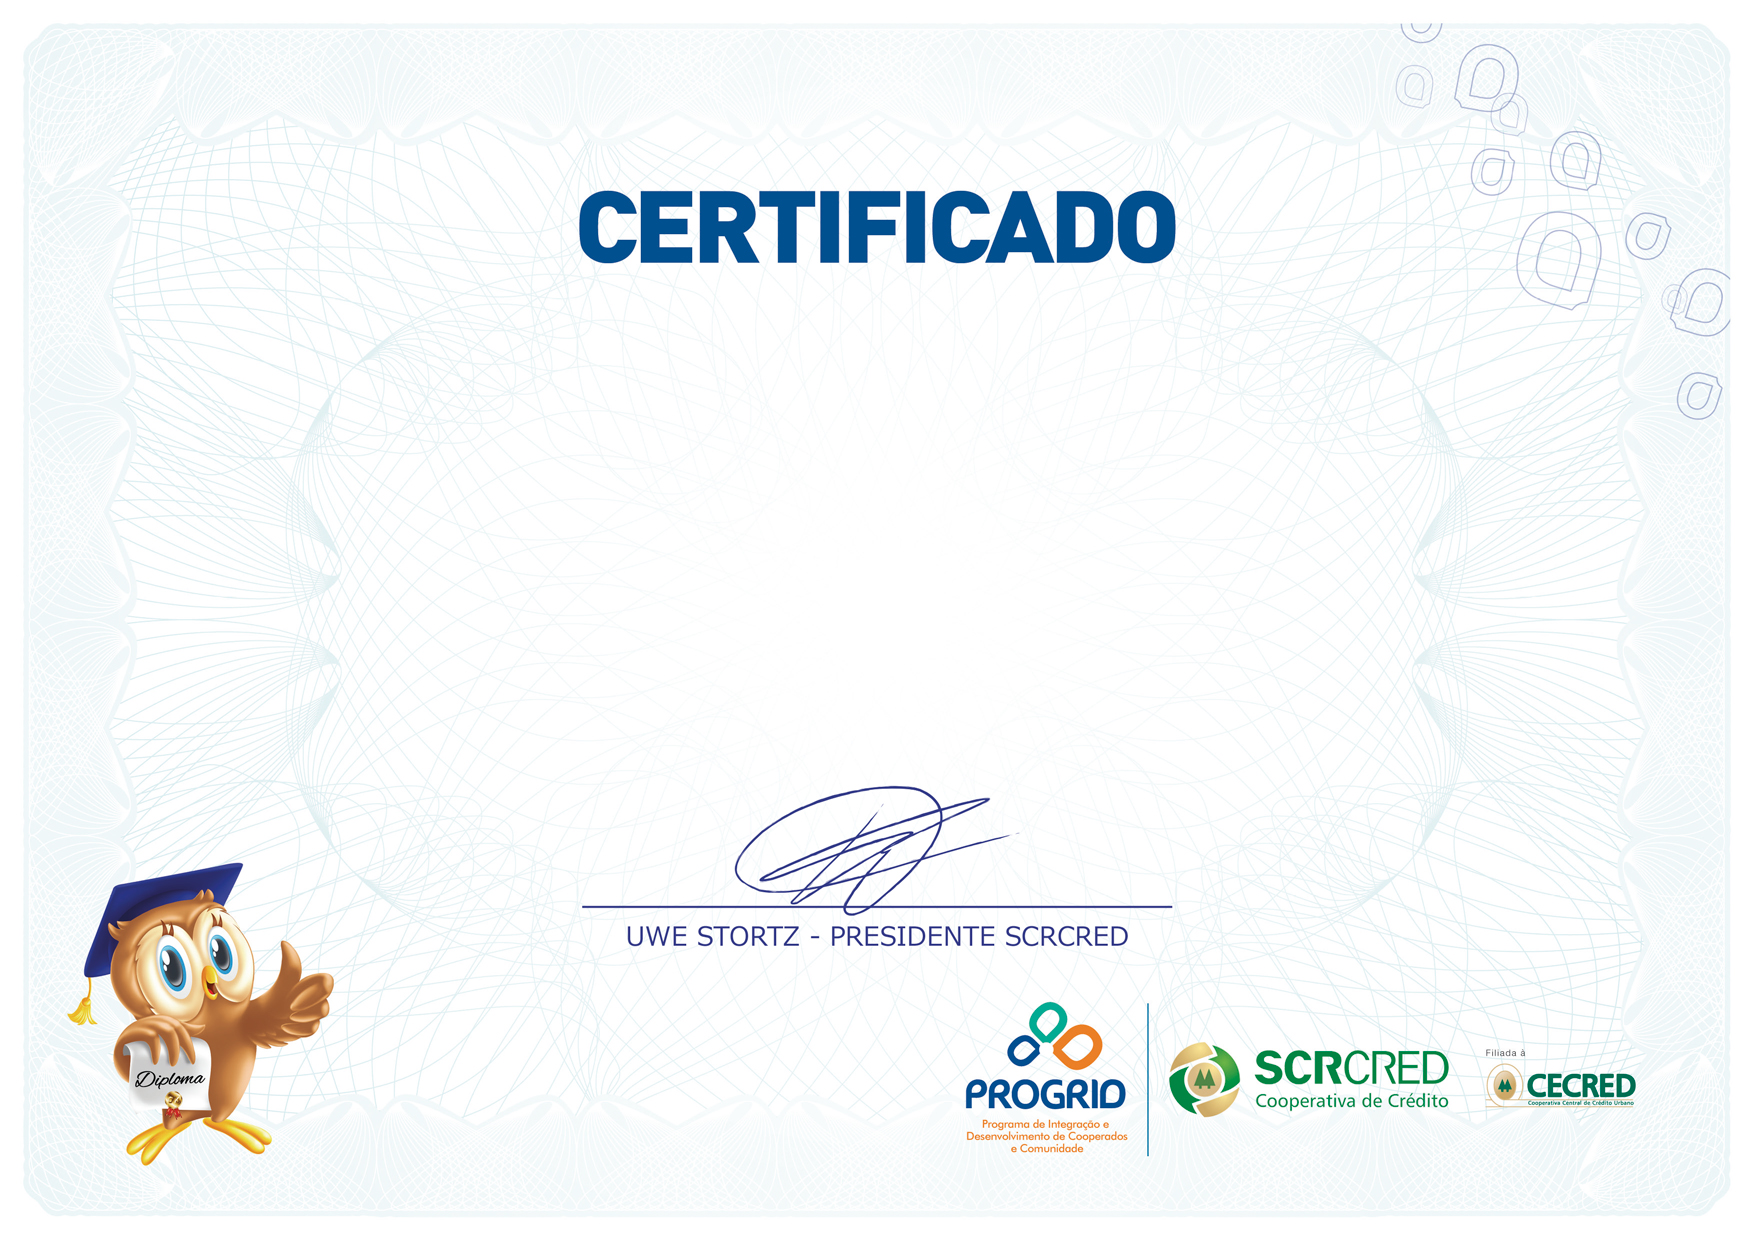 CERTIFICADO
UWE STORTZ - PRESIDENTE SCRCRED
Diploma
PROGRID
Programa de Integração e
Desenvolvimento de Cooperados
e Comunidade
SCRCRED
Cooperativa de Crédito
Filiada à
CECRED
Cooperativa Central de Crédito Urbano